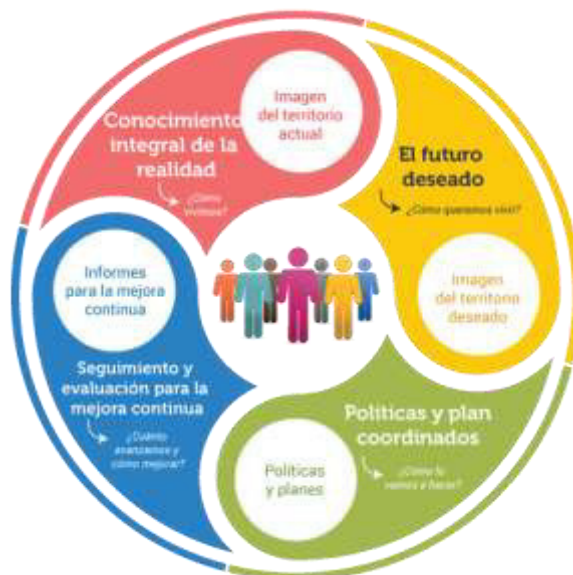 Conocimiento
integral de la
realidad
¿Cómo
vivimos?
Imagen
del territorio
actual
El futuro
deseado
¿Cómo queremos vivir?
Imagen
del territorio
deseado
Políticas y plan
coordinados
¿Cómo lo
vamos a hacer?
Políticas
y planes
Seguimiento y
evaluación para la
mejora continua
¿Cuánto
avanzamos y
cómo mejorar?
Informes
para la mejora
continua